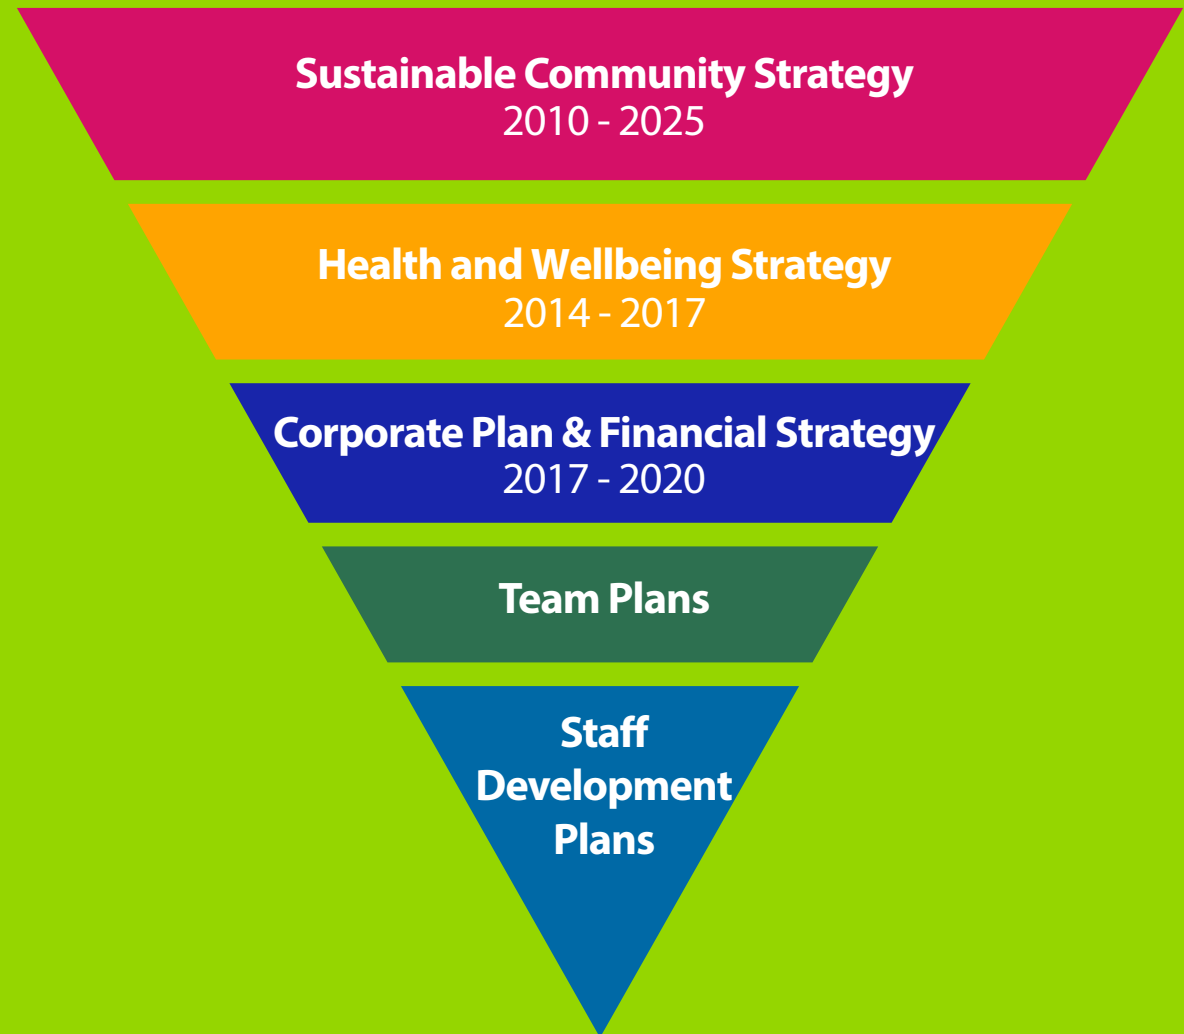 Sustainable Community Strategy
2010 - 2025
Health and Wellbeing Strategy
2014 - 2017
Corporate Plan & Financial Strategy
2017 - 2020
Team Plans
Staff
Development
Plans